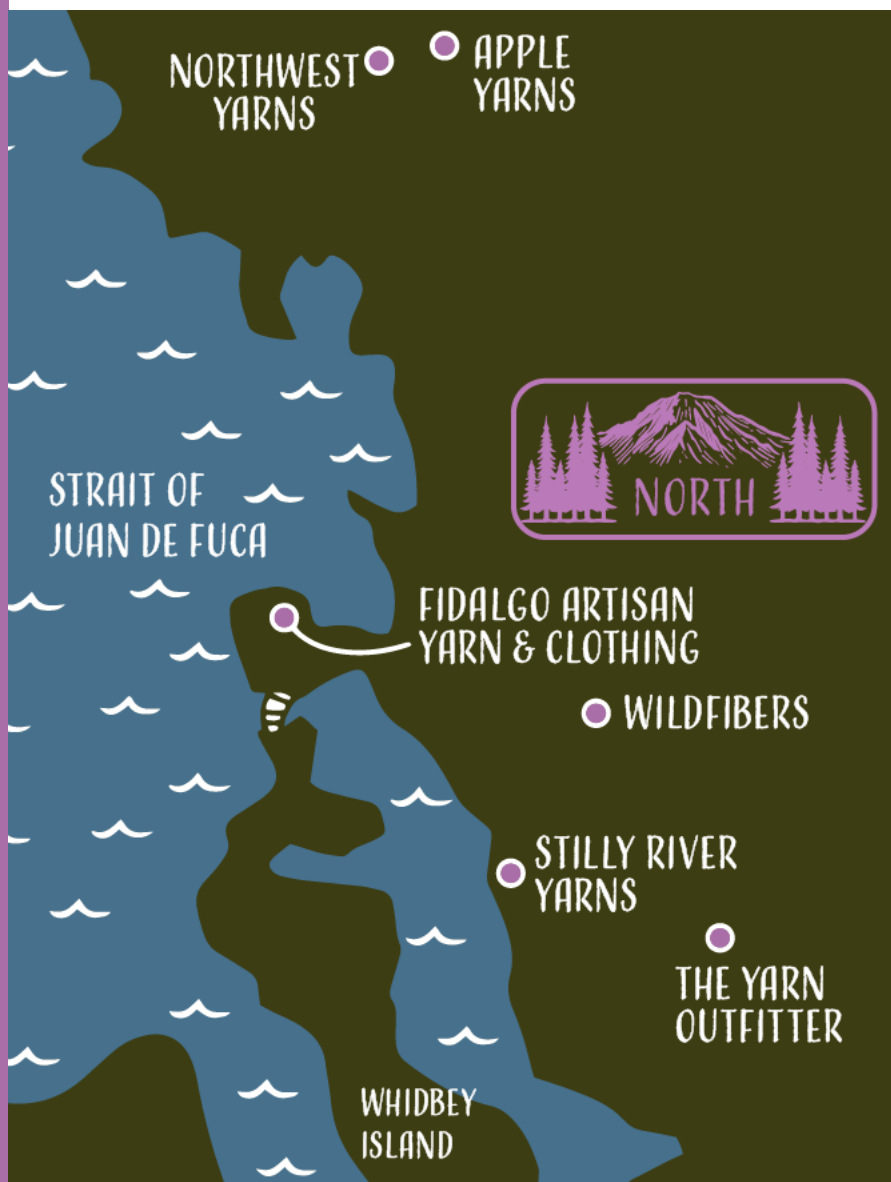 NORTHWEST
YARNS
APPLE
YARNS
STRAIT OF
JUAN DE FUCA
NORTH
FIDALGO ARTISAN
YARN & CLOTHING
WILDFIBERS
STILLY RIVER
YARNS
THE YARN
OUTFITTER
WHIDBEY
ISLAND